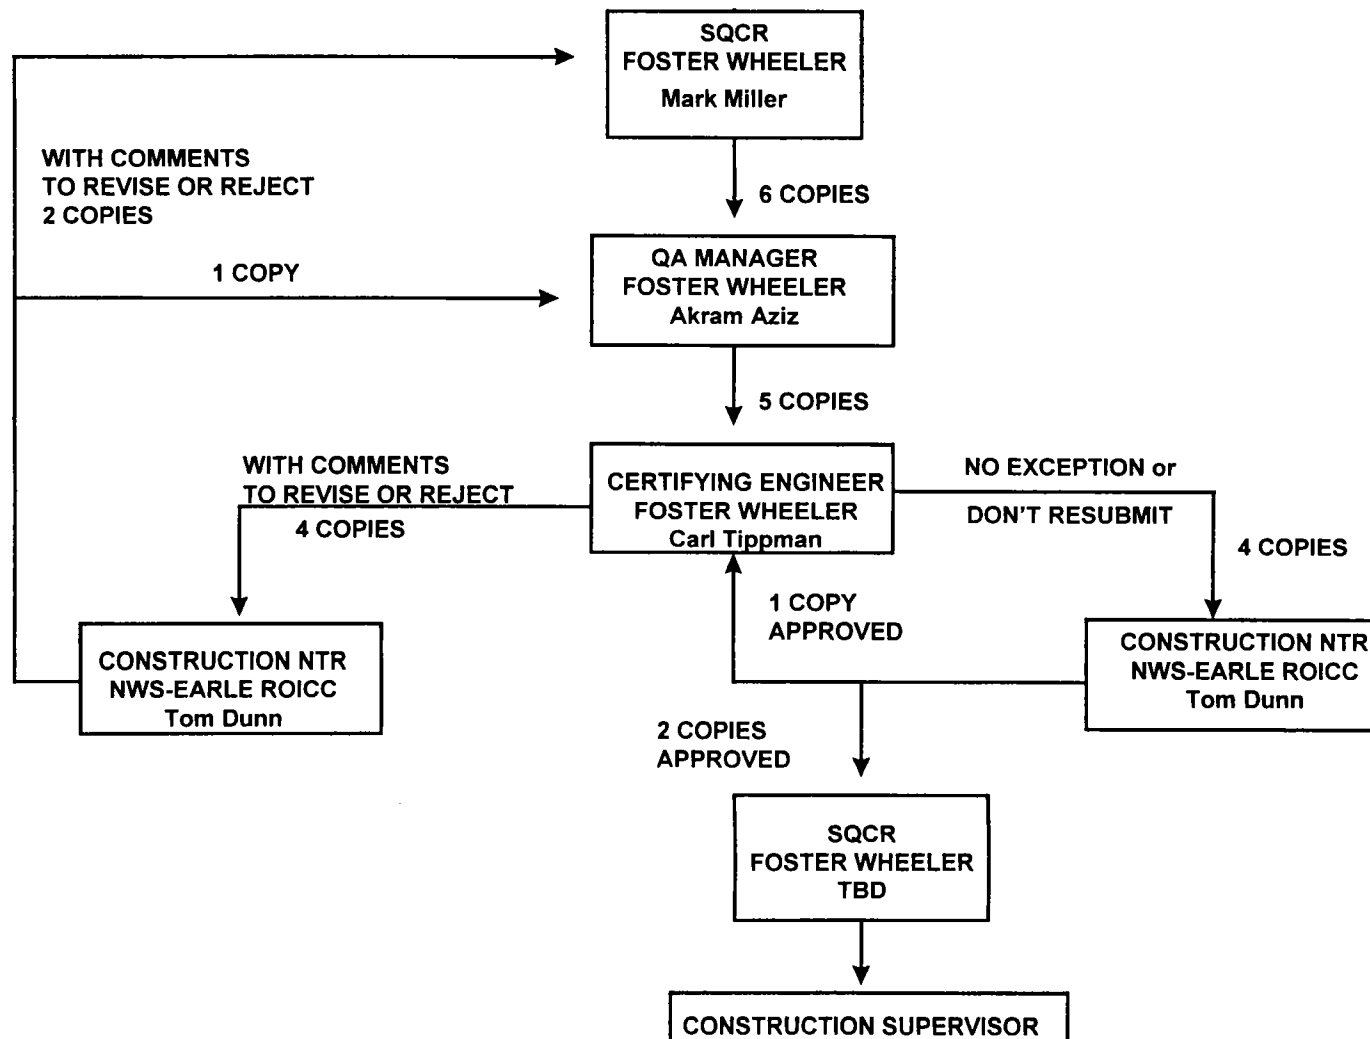 SQCR
FOSTER WHEELER
Mark Miller
WITH COMMENTS
TO REVISE OR REJECT
2 COPIES
6 COPIES
1 COPY
QA MANAGER
FOSTER WHEELER
Akram Aziz
5 COPIES
WITH COMMENTS
TO REVISE OR REJECT
4 COPIES
CERTIFYING ENGINEER
FOSTER WHEELER
Carl Tippman
NO EXCEPTION or
DON'T RESUBMIT
4 COPIES
1 COPY
APPROVED
CONSTRUCTION NTR
NWS-EARLE ROICC
Tom Dunn
CONSTRUCTION NTR
NWS-EARLE ROICC
Tom Dunn
2 COPIES
APPROVED
SQCR
FOSTER WHEELER
TBD
CONSTRUCTION SUPERVISOR